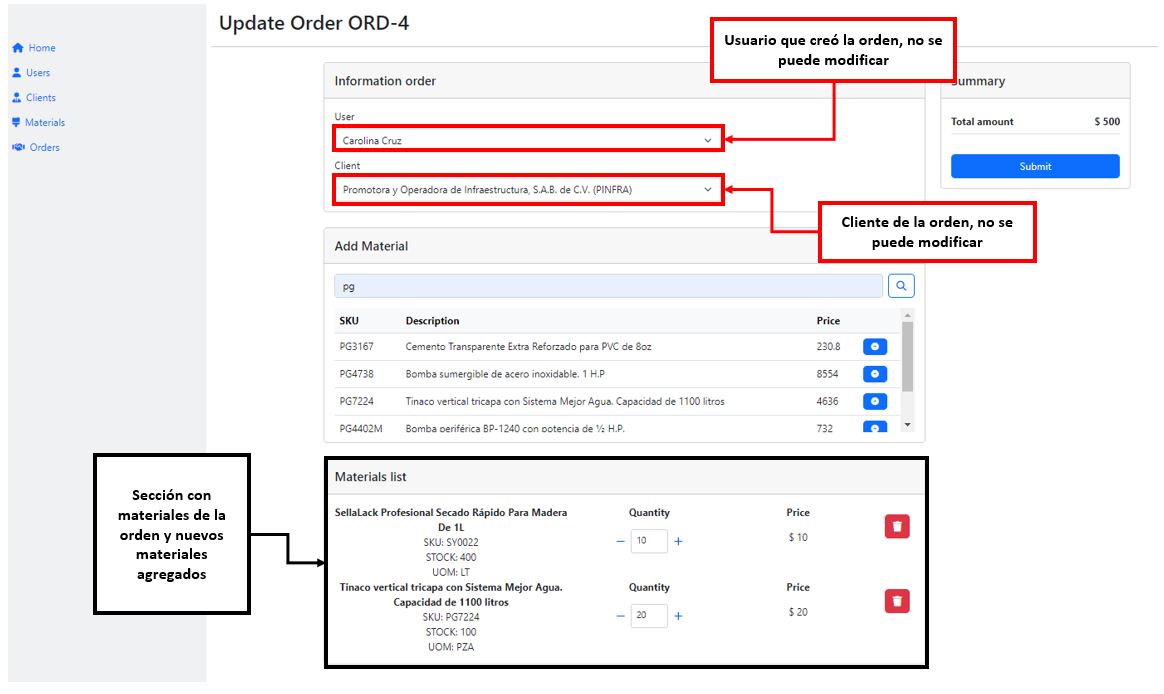 Update Order ORD-4
Home
Users
Clients
Materials
Orders
Usuario que creó la orden, no se
puede modificar
Information order
User
Carolina Cruz
Client
Promotora y Operadora de Infraestructura, S.A.B. de C.V. (PINFRA)
Summary
Total amount $ 500
Submit
Cliente de la orden, no se
puede modificar
Add Material
pg
SKU Description Price
PG3167 Cemento Transparente Extra Reforzado para PVC de 8oz 230.8
PG4738 Bomba sumergible de acero inoxidable. 1 H.P 8554
PG7224 Tinaco vertical tricapa con Sistema Mejor Agua. Capacidad de 1100 litros 4636
PG4402M Bomba periférica BP-1240 con potencia de ½ H.P. 732
Sección con
materiales de la
orden y nuevos
materiales
agregados
Materials list
SellaLack Profesional Secado Rápido Para Madera
De 1L
SKU: SY0022
STOCK: 400
UOM: LT
Quantity
− 10 +
Price
$ 10
Tinaco vertical tricapa con Sistema Mejor Agua.
Capacidad de 1100 litros
SKU: PG7224
STOCK: 100
UOM: PZA
Quantity
− 20 +
Price
$ 20